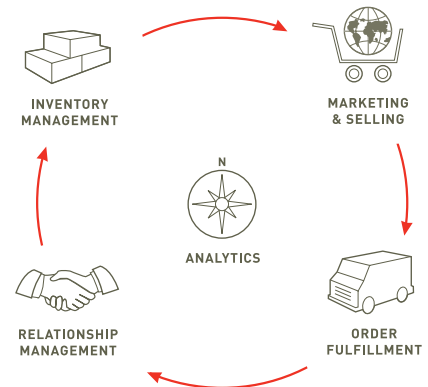 INVENTORY
MANAGEMENT
MARKETING
& SELLING
N
ANALYTICS
RELATIONSHIP
MANAGEMENT
ORDER
FULFILLMENT